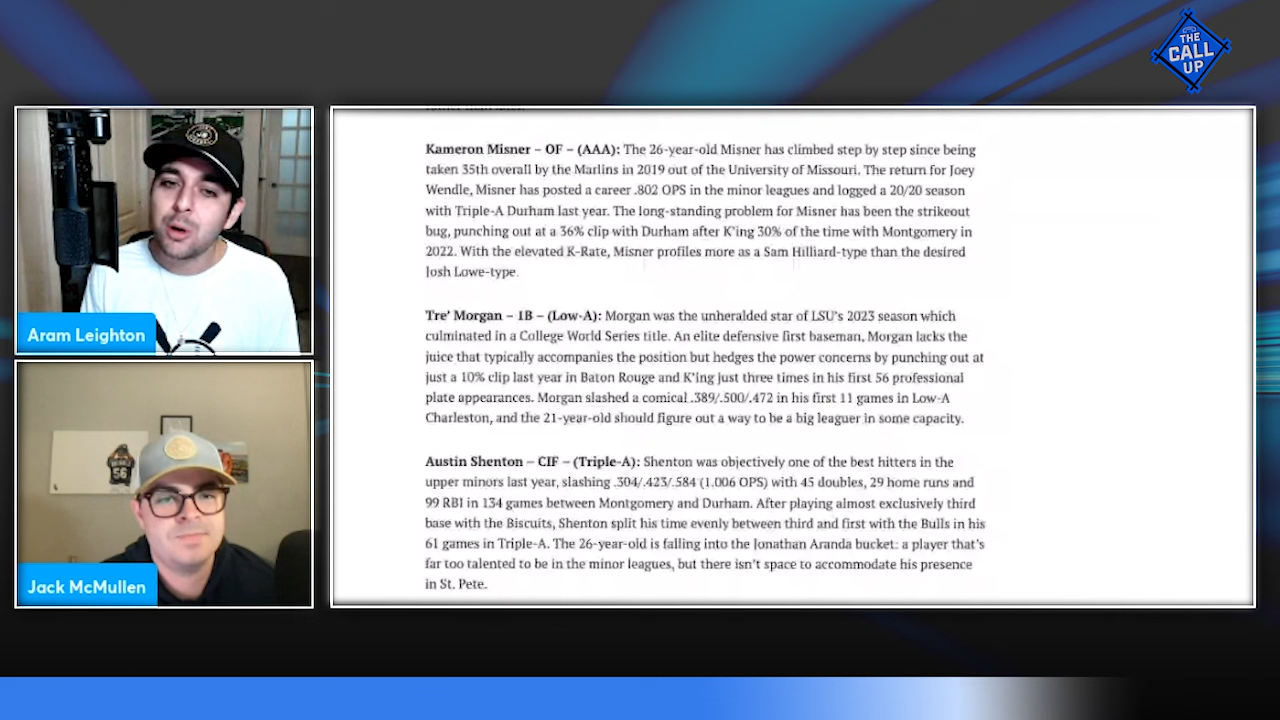 THE
CALL
UP
Kameron Misner – OF – (AAA): The 26-year-old Misner has climbed step by step since being
taken 35th overall by the Marlins in 2019 out of the University of Missouri. The return for Joey
Wendle, Misner has posted a career .802 OPS in the minor leagues and logged a 20/20 season
with Triple-A Durham last year. The long-standing problem for Misner has been the strikeout
bug, punching out at a 36% clip with Durham after K'ing 30% of the time with Montgomery in
2022. With the elevated K-Rate, Misner profiles more as a Sam Hilliard-type than the desired
Josh Lowe-type.
Tre' Morgan – 1B – (Low-A): Morgan was the unheralded star of LSU's 2023 season which
culminated in a College World Series title. An elite defensive first baseman, Morgan lacks the
juice that typically accompanies the position but hedges the power concerns by punching out at
just a 10% clip last year in Baton Rouge and K'ing just three times in his first 56 professional
plate appearances. Morgan slashed a comical .389/.500/.472 in his first 11 games in Low-A
Charleston, and the 21-year-old should figure out a way to be a big leaguer in some capacity.
Austin Shenton – CIF – (Triple-A): Shenton was objectively one of the best hitters in the
upper minors last year, slashing .304/.423/.584 (1.006 OPS) with 45 doubles, 29 home runs and
99 RBI in 134 games between Montgomery and Durham. After playing almost exclusively third
base with the Biscuits, Shenton split his time evenly between third and first with the Bulls in his
61 games in Triple-A. The 26-year-old is falling into the Jonathan Aranda bucket: a player that's
far too talented to be in the minor leagues, but there isn't space to accommodate his presence
in St. Pete.
Aram Leighton
56
Jack McMullen